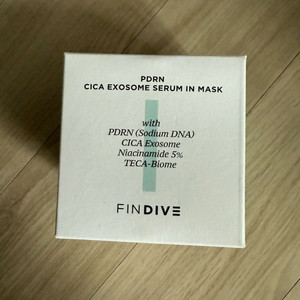 PDRN
CICA EXOSOME SERUM IN MASK
with
PDRN (Sodium DNA)
CICA Exosome
Niacinamide 5%
TECA-Biome
FINDIVE